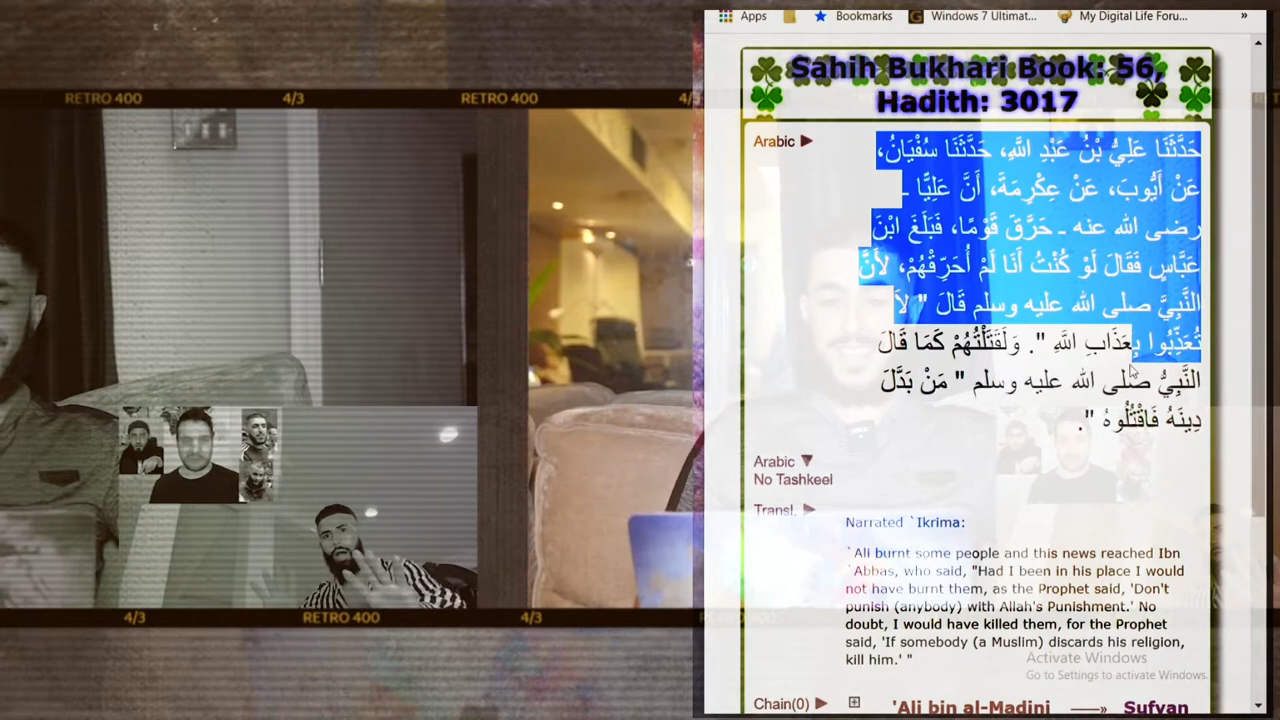 Apps
Bookmarks
Windows 7 Ultimat...
My Digital Life Foru...
»
RETRO 400
4/3
RETRO 400
4/3
Sahih Bukhari Book: 56,
Hadith: 3017
Arabic
حَدَّثَنَا عَلِيُّ بْنُ عَبْدِ اللَّهِ، حَدَّثَنَا سُفْيَانُ،
عَنْ أَيُّوبَ، عَنْ عِكْرِمَةَ، أَنَّ عَلِيًّا ـ
رضى الله عنه ـ حَرَّقَ قَوْمًا، فَبَلَغَ ابْنَ
عَبَّاسٍ فَقَالَ لَوْ كُنْتُ أَنَا لَمْ أُحَرِّقْهُمْ، لأَنَّ
النَّبِيَّ صلى الله عليه وسلم قَالَ " لاَ
تُعَذِّبُوا بِعَذَابِ اللَّهِ ". وَلَقَتَلْتُهُمْ كَمَا قَالَ
النَّبِيُّ صلى الله عليه وسلم " مَنْ بَدَّلَ
دِينَهُ فَاقْتُلُوهُ ".
Arabic
No Tashkeel
Transl.
Narrated `Ikrima:
`Ali burnt some people and this news reached Ibn
`Abbas, who said, "Had I been in his place I would
not have burnt them, as the Prophet said, 'Don't
punish (anybody) with Allah's Punishment.' No
doubt, I would have killed them, for the Prophet
said, 'If somebody (a Muslim) discards his religion,
kill him.' "
Activate Windows
Go to Settings to activate Windows.
Chain(0)
'Ali bin al-Madini
Sufyan
4/3
RETRO 400
4/3